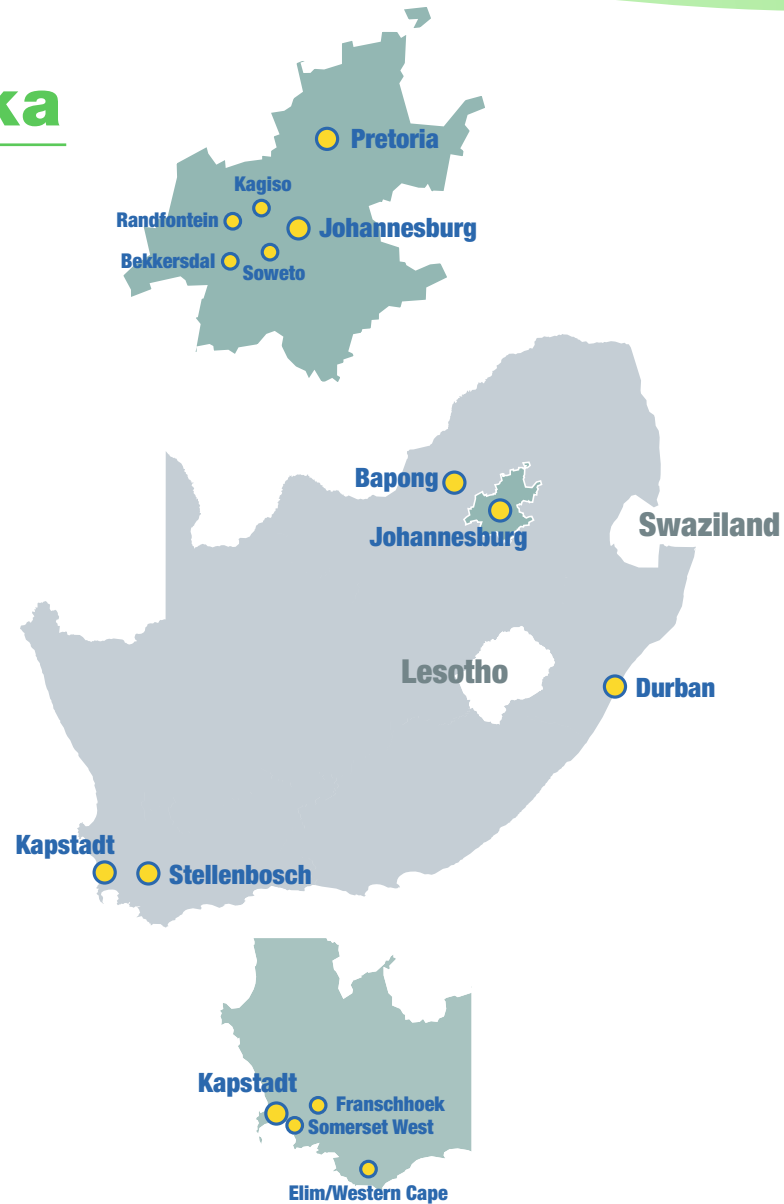 ka
Pretoria
Kagiso
Randfontein
Johannesburg
Bekkersdal
Soweto
Bapong
Johannesburg
Swaziland
Lesotho
Durban
Kapstadt
Stellenbosch
Kapstadt
Franschhoek
Somerset West
Elim/Western Cape